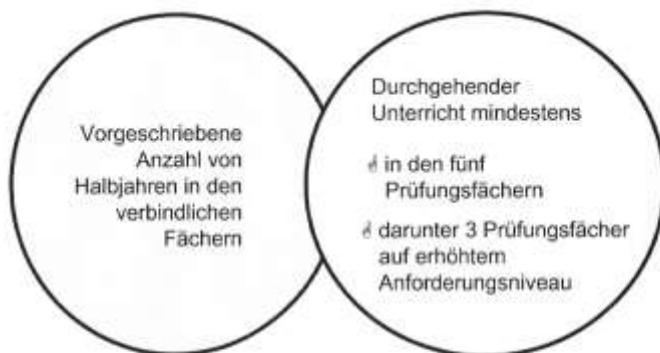 Vorgeschriebene
Anzahl von
Halbjahren in den
verbindlichen
Fächern
Durchgehender
Unterricht mindestens
in den fünf
Prüfungsfächern
darunter 3 Prüfungsfächer
auf erhöhtem
Anforderungsniveau